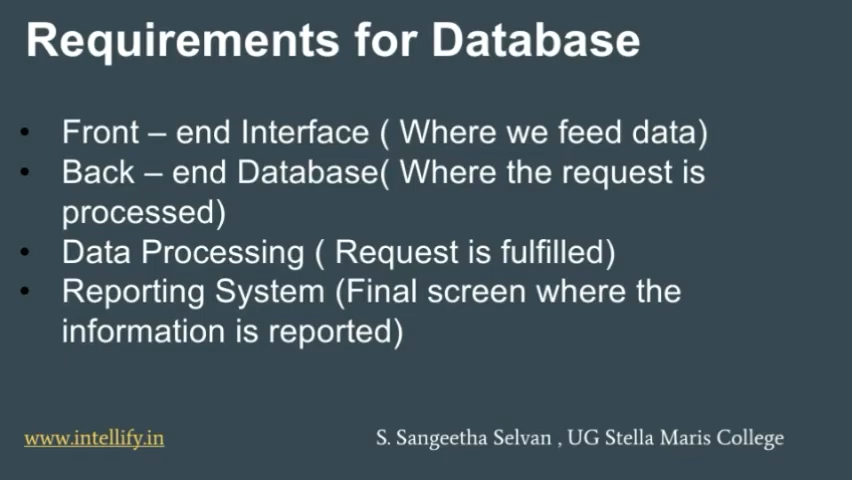 Requirements for Database
• Front – end Interface ( Where we feed data)
• Back – end Database( Where the request is
processed)
• Data Processing ( Request is fulfilled)
• Reporting System (Final screen where the
information is reported)
www.intellify.in
S. Sangeetha Selvan , UG Stella Maris College